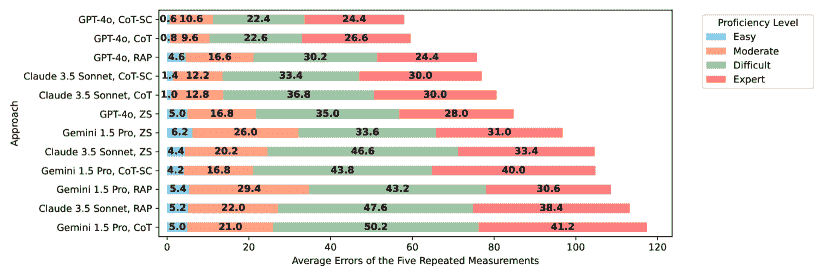 GPT-4o, CoT-SC 0.6 10.6 22.4 24.4
GPT-4o, CoT 0.8 9.6 22.6 26.6
GPT-4o, RAP 4.6 16.6 30.2 24.4
Claude 3.5 Sonnet, CoT-SC 1.4 12.2 33.4 30.0
Claude 3.5 Sonnet, CoT 1.0 12.8 36.8 30.0
GPT-4o, ZS 5.0 16.8 35.0 28.0
Gemini 1.5 Pro, ZS 6.2 26.0 33.6 31.0
Claude 3.5 Sonnet, ZS 4.4 20.2 46.6 33.4
Gemini 1.5 Pro, CoT-SC 4.2 16.8 43.8 40.0
Gemini 1.5 Pro, RAP 5.4 29.4 43.2 30.6
Claude 3.5 Sonnet, RAP 5.2 22.0 47.6 38.4
Gemini 1.5 Pro, CoT 5.0 21.0 50.2 41.2
0 20 40 60 80 100 120
Average Errors of the Five Repeated Measurements
Approach
Proficiency Level
Easy
Moderate
Difficult
Expert